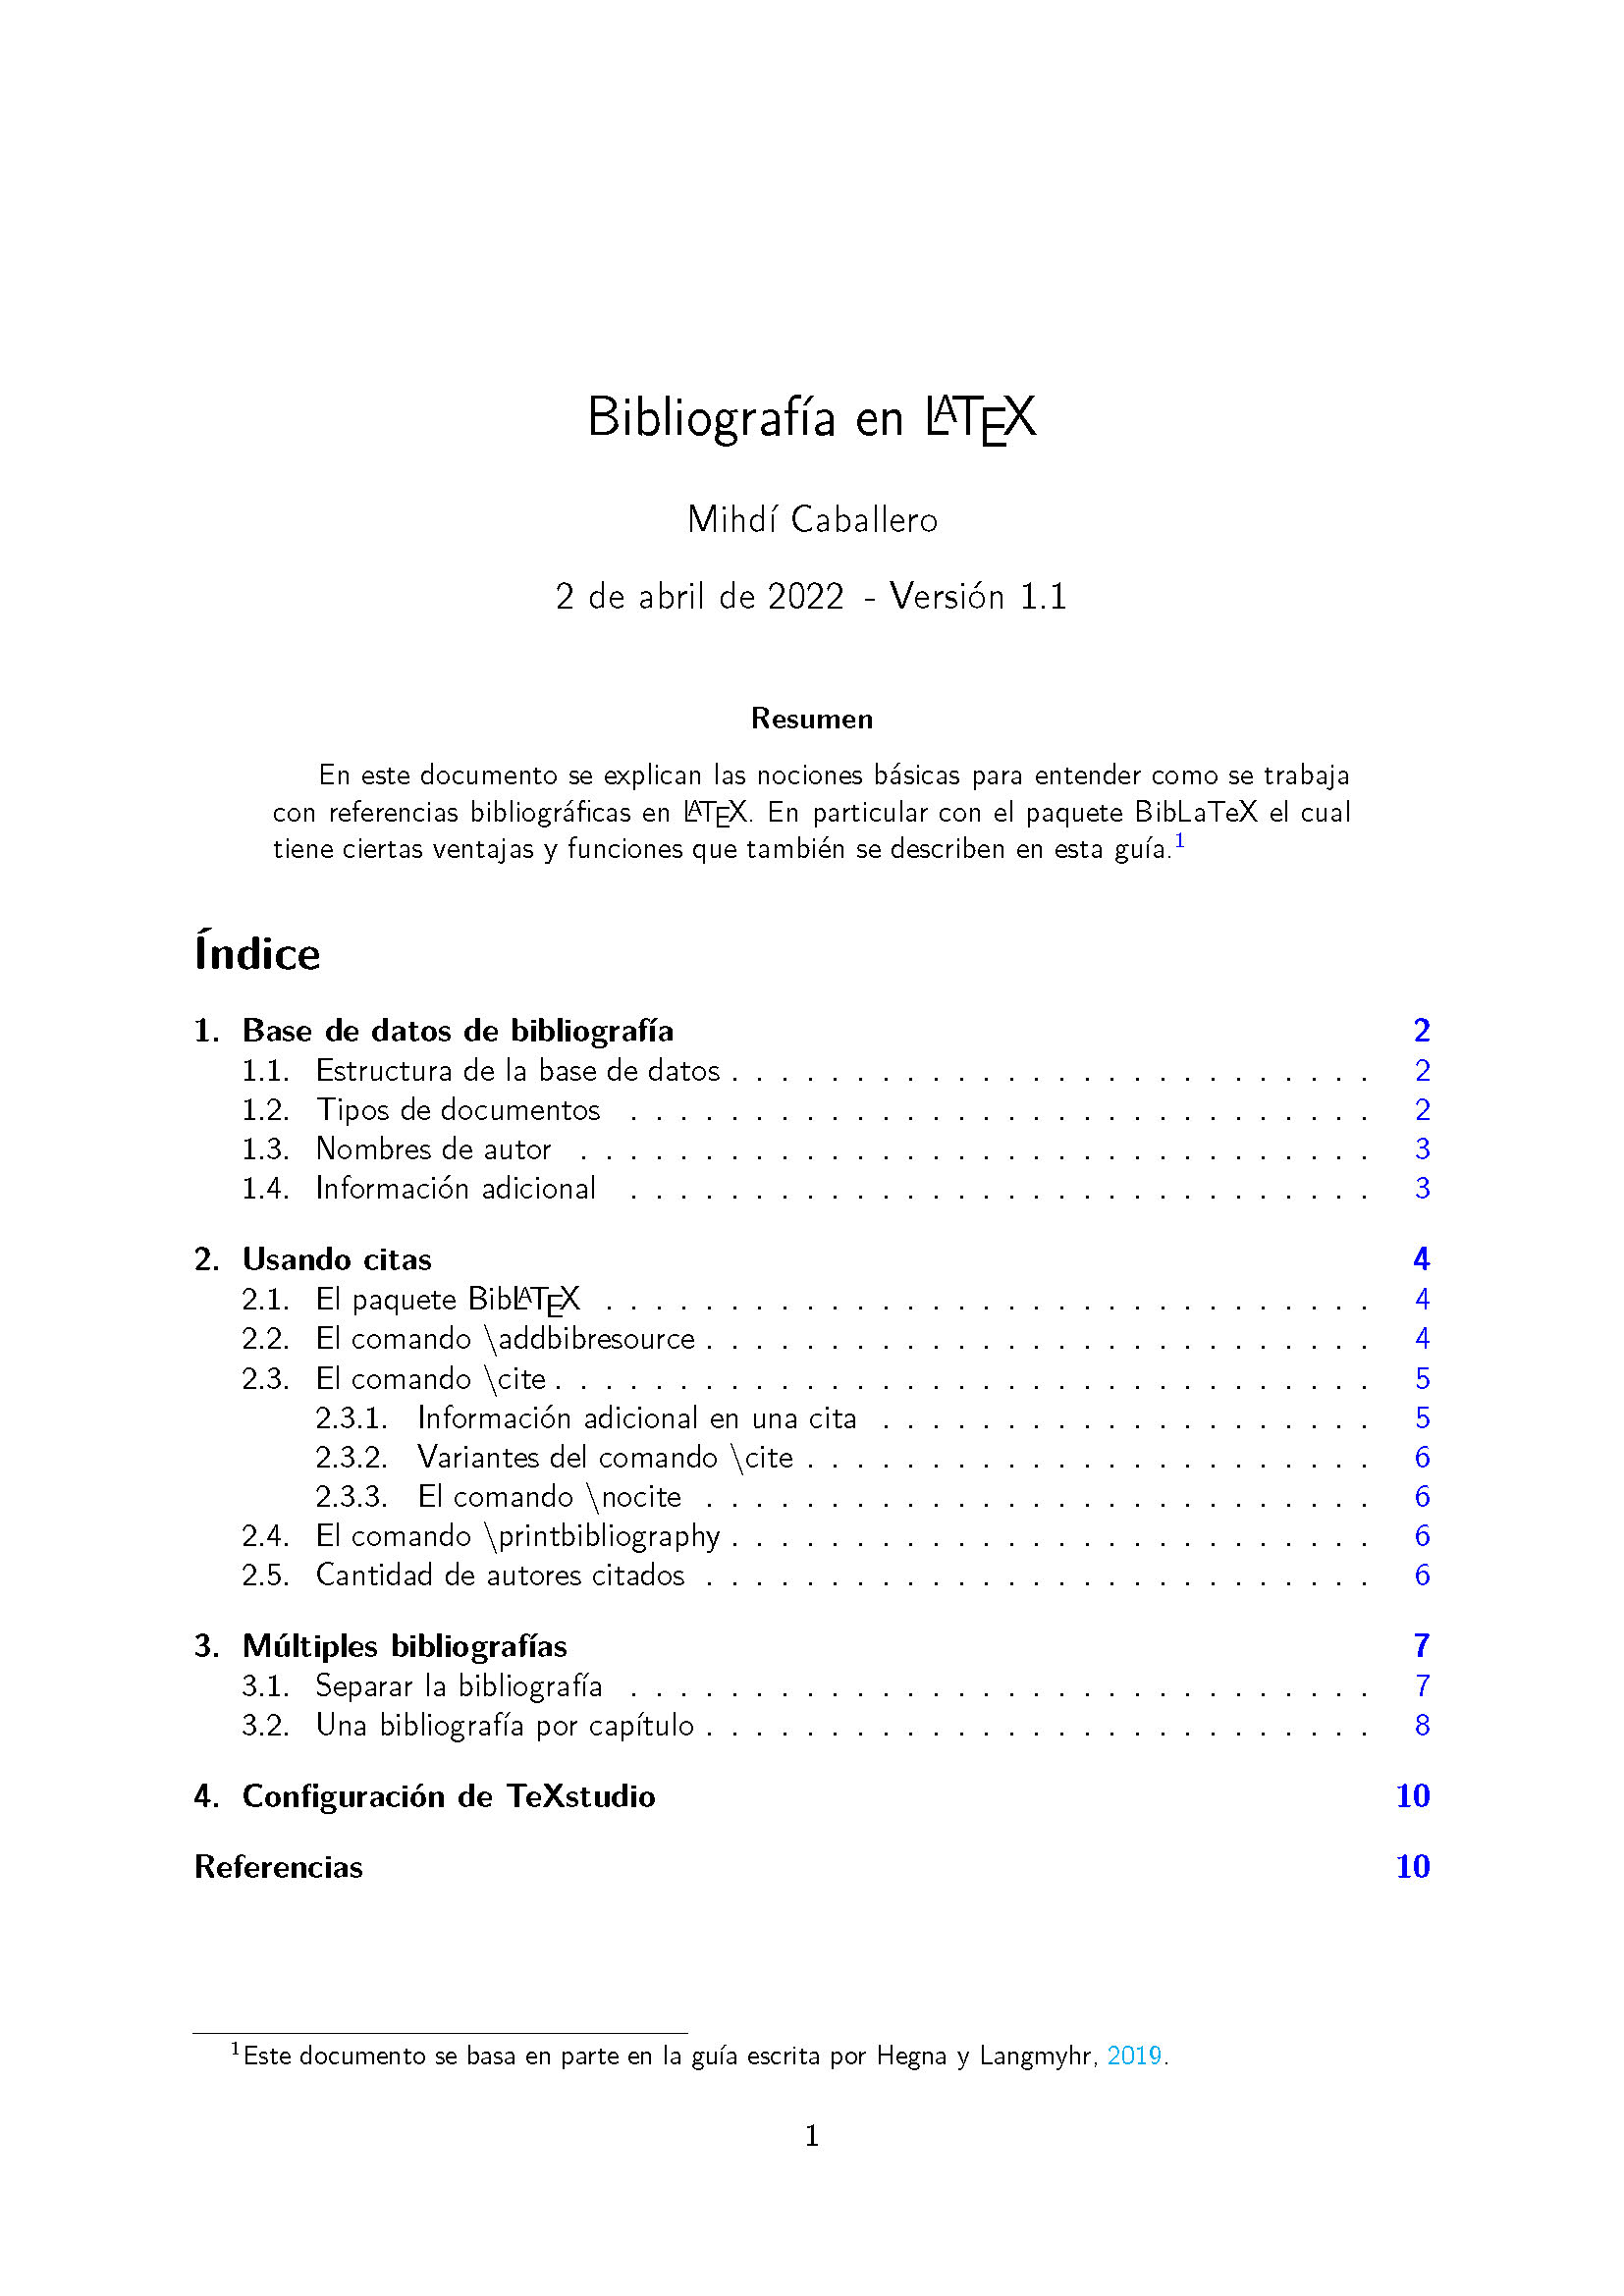 Bibliografía en LATEX
Mihdí Caballero
2 de abril de 2022 - Versión 1.1
Resumen
En este documento se explican las nociones básicas para entender como se trabaja
con referencias bibliográficas en LATEX. En particular con el paquete BibLaTeX el cual
tiene ciertas ventajas y funciones que también se describen en esta guía.1
Índice
1. Base de datos de bibliografía 2
1.1. Estructura de la base de datos . . . . . . . . . . . . . . . . . . . . . . . . . . 2
1.2. Tipos de documentos . . . . . . . . . . . . . . . . . . . . . . . . . . . . . . 2
1.3. Nombres de autor . . . . . . . . . . . . . . . . . . . . . . . . . . . . . . . . 3
1.4. Información adicional . . . . . . . . . . . . . . . . . . . . . . . . . . . . . . 3
2. Usando citas 4
2.1. El paquete BibLATEX . . . . . . . . . . . . . . . . . . . . . . . . . . . . . . . 4
2.2. El comando \addbibresource . . . . . . . . . . . . . . . . . . . . . . . . . . . 4
2.3. El comando \cite . . . . . . . . . . . . . . . . . . . . . . . . . . . . . . . . . 5
2.3.1. Información adicional en una cita . . . . . . . . . . . . . . . . . . . . 5
2.3.2. Variantes del comando \cite . . . . . . . . . . . . . . . . . . . . . . . 6
2.3.3. El comando \nocite . . . . . . . . . . . . . . . . . . . . . . . . . . . 6
2.4. El comando \printbibliography . . . . . . . . . . . . . . . . . . . . . . . . . . 6
2.5. Cantidad de autores citados . . . . . . . . . . . . . . . . . . . . . . . . . . . 6
3. Múltiples bibliografías 7
3.1. Separar la bibliografía . . . . . . . . . . . . . . . . . . . . . . . . . . . . . . 7
3.2. Una bibliografía por capítulo . . . . . . . . . . . . . . . . . . . . . . . . . . . 8
4. Configuración de TeXstudio 10
Referencias 10
1Este documento se basa en parte en la guía escrita por Hegna y Langmyhr, 2019.
1